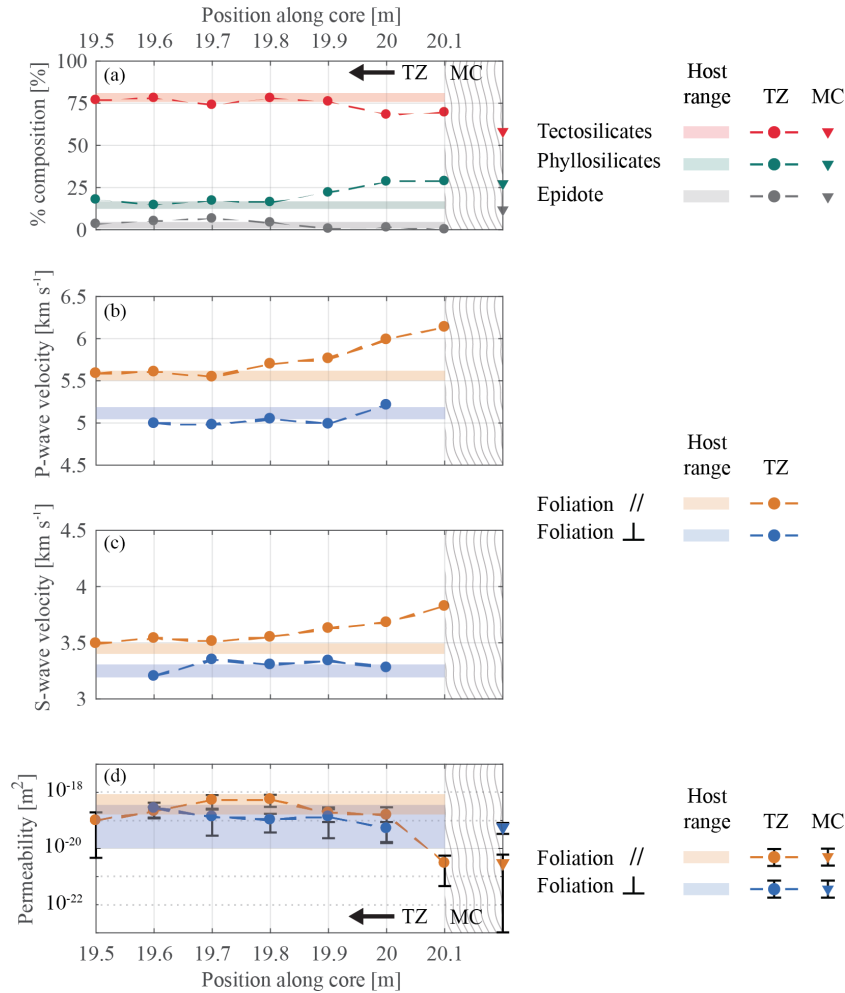 Position along core [m]
19.5 19.6 19.7 19.8 19.9 20 20.1
100
75
50
25
0
% composition [%]
(a)
TZ MC
Host range TZ MC
Tectosilicates
Phyllosilicates
Epidote
6.5
6
5.5
5
4.5
P-wave velocity [km s⁻¹]
(b)
Host range TZ
Foliation //
Foliation ⊥
4.5
4
3.5
3
S-wave velocity [km s⁻¹]
(c)
10⁻¹⁸
10⁻²⁰
10⁻²²
Permeability [m²]
(d)
TZ MC
Host range TZ MC
Foliation //
Foliation ⊥
19.5 19.6 19.7 19.8 19.9 20 20.1
Position along core [m]